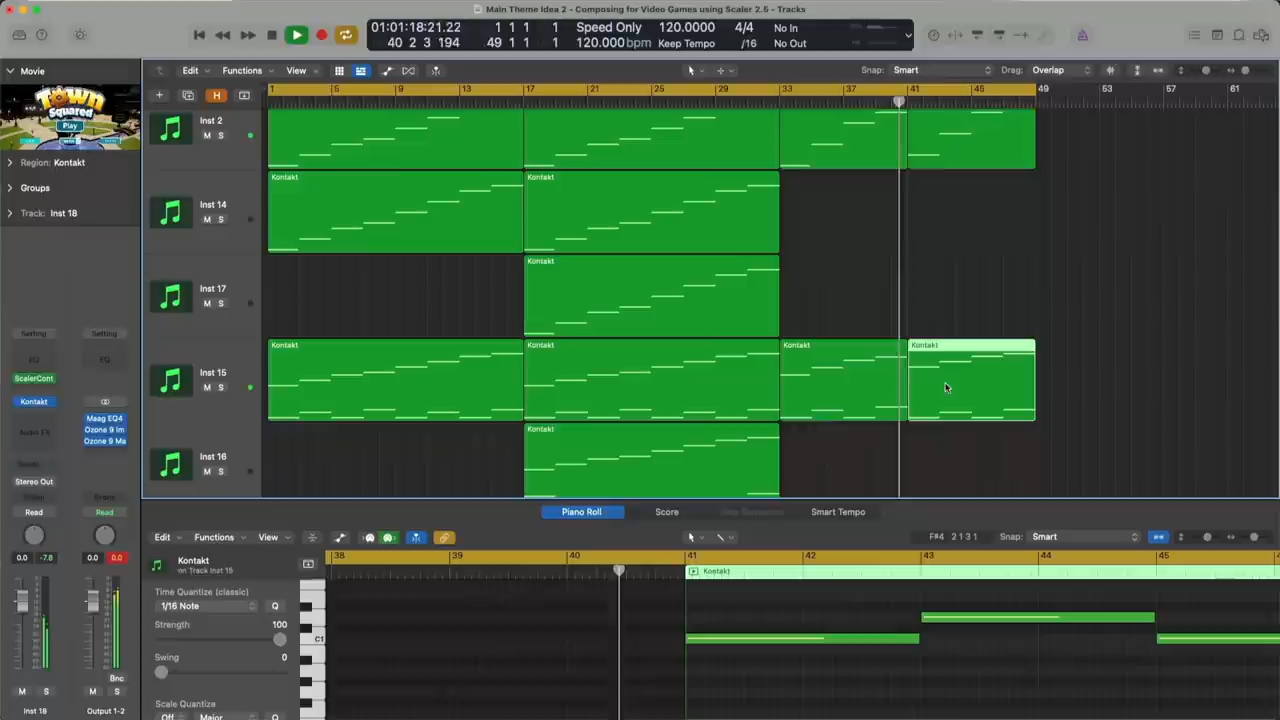 Main Theme Idea 2 - Composing for Video Games using Scaler 2.5 - Tracks
01:01:18:21.22 1 1 1 1 Speed Only 120.0000 4/4 No In
40 2 3 194 49 1 1 1 120.000 bpm Keep Tempo /16 No Out
Movie Edit Functions View Snap: Smart Drag: Overlap
1 5 9 13 17 21 25 29 33 37 41 45 49 53 57 61
H
TOWN
SQUARED
Play
Region: Kontakt
Groups
Track: Inst 18
Inst 2
M S
Kontakt Kontakt
Inst 14
M S
Kontakt
Inst 17
M S
Kontakt Kontakt Kontakt Kontakt
Inst 15
M S
Kontakt
Inst 16
M S
Setting Setting
EQ EQ
ScalerCont
Kontakt
Maag EQ4
Audio FX Ozone 9 Im
Ozone 9 Ma
Sends
Stereo Out
Group Group
Read Read
0.0 -7.8 0.0 0.0
Bnc
M S M S
Inst 18 Output 1-2
Piano Roll Score Step Sequencer Smart Tempo
Edit Functions View F#4 2 1 3 1 Snap: Smart
38 39 40 41 42 43 44 45
Kontakt
on Track Inst 15
Kontakt
Time Quantize (classic)
1/16 Note Q
Strength 100
C1
Swing 0
Scale Quantize
Off Major Q